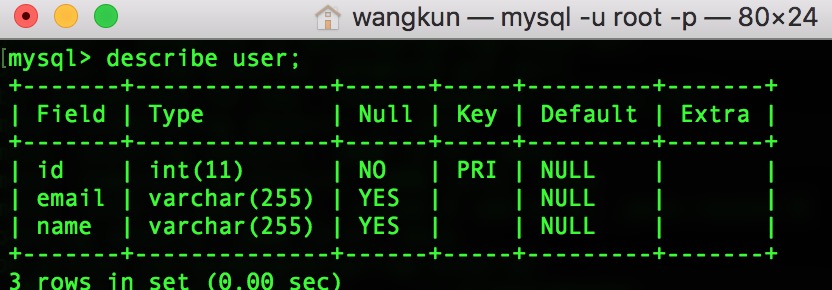 wangkun — mysql -u root -p — 80×24
[mysql> describe user;
+-------+--------------+------+-----+---------+-------+
| Field | Type         | Null | Key | Default | Extra |
+-------+--------------+------+-----+---------+-------+
| id    | int(11)      | NO   | PRI | NULL    |       |
| email | varchar(255) | YES  |     | NULL    |       |
| name  | varchar(255) | YES  |     | NULL    |       |
+-------+--------------+------+-----+---------+-------+
3 rows in set (0.00 sec)